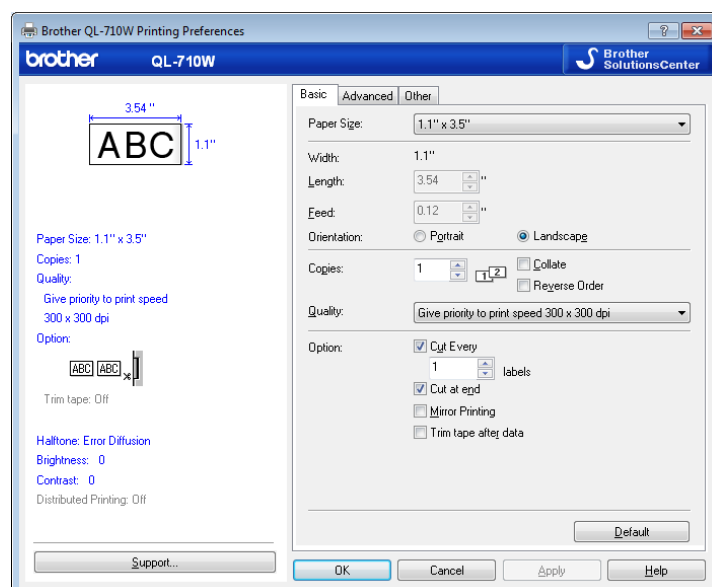 Brother QL-710W Printing Preferences
brother QL-710W Brother SolutionsCenter
3.54 "
ABC 1.1"
Paper Size: 1.1" x 3.5"
Copies: 1
Quality:
Give priority to print speed
300 x 300 dpi
Option:
ABC ABC
Trim tape: Off
Halftone: Error Diffusion
Brightness: 0
Contrast: 0
Distributed Printing: Off
Support...
Basic Advanced Other
Paper Size: 1.1" x 3.5"
Width: 1.1"
Length: 3.54 "
Feed: 0.12 "
Orientation: Portrait Landscape
Copies: 1 1 2 Collate
Reverse Order
Quality: Give priority to print speed 300 x 300 dpi
Option: Cut Every
1 labels
Cut at end
Mirror Printing
Trim tape after data
Default
OK Cancel Apply Help